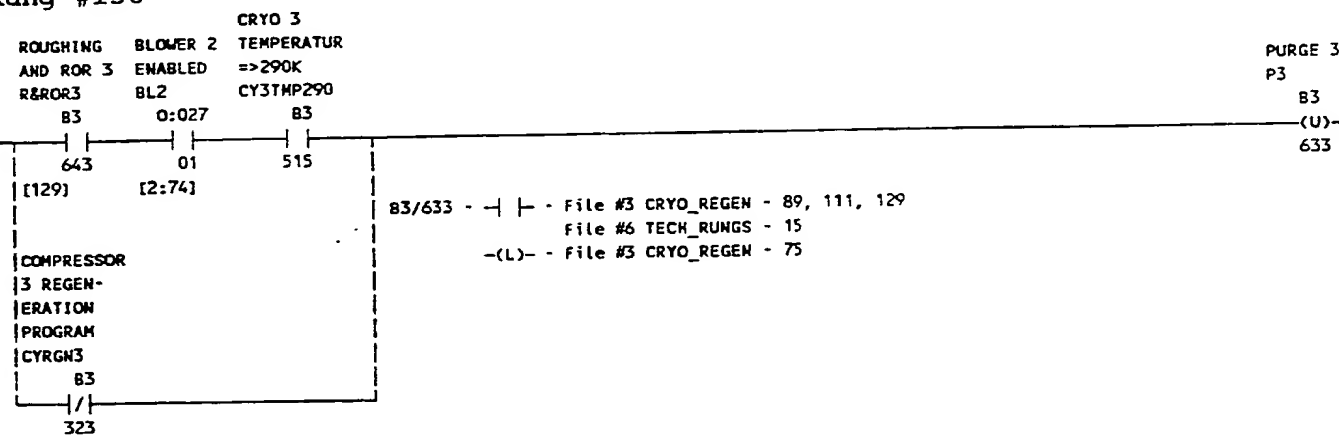 CRYO 3
ROUGHING BLOWER 2 TEMPERATUR
AND ROR 3 ENABLED =>290K
R&ROR3 BL2 CY3TMP290
B3 O:027 B3
643 01 515
[129] [2:74]
PURGE 3
P3
B3
(U)
633
B3/633 - -| |- - File #3 CRYO_REGEN - 89, 111, 129
File #6 TECH_RUNGS - 15
-(L)- - File #3 CRYO_REGEN - 75
COMPRESSOR
3 REGEN-
ERATION
PROGRAM
CYRGN3
B3
323